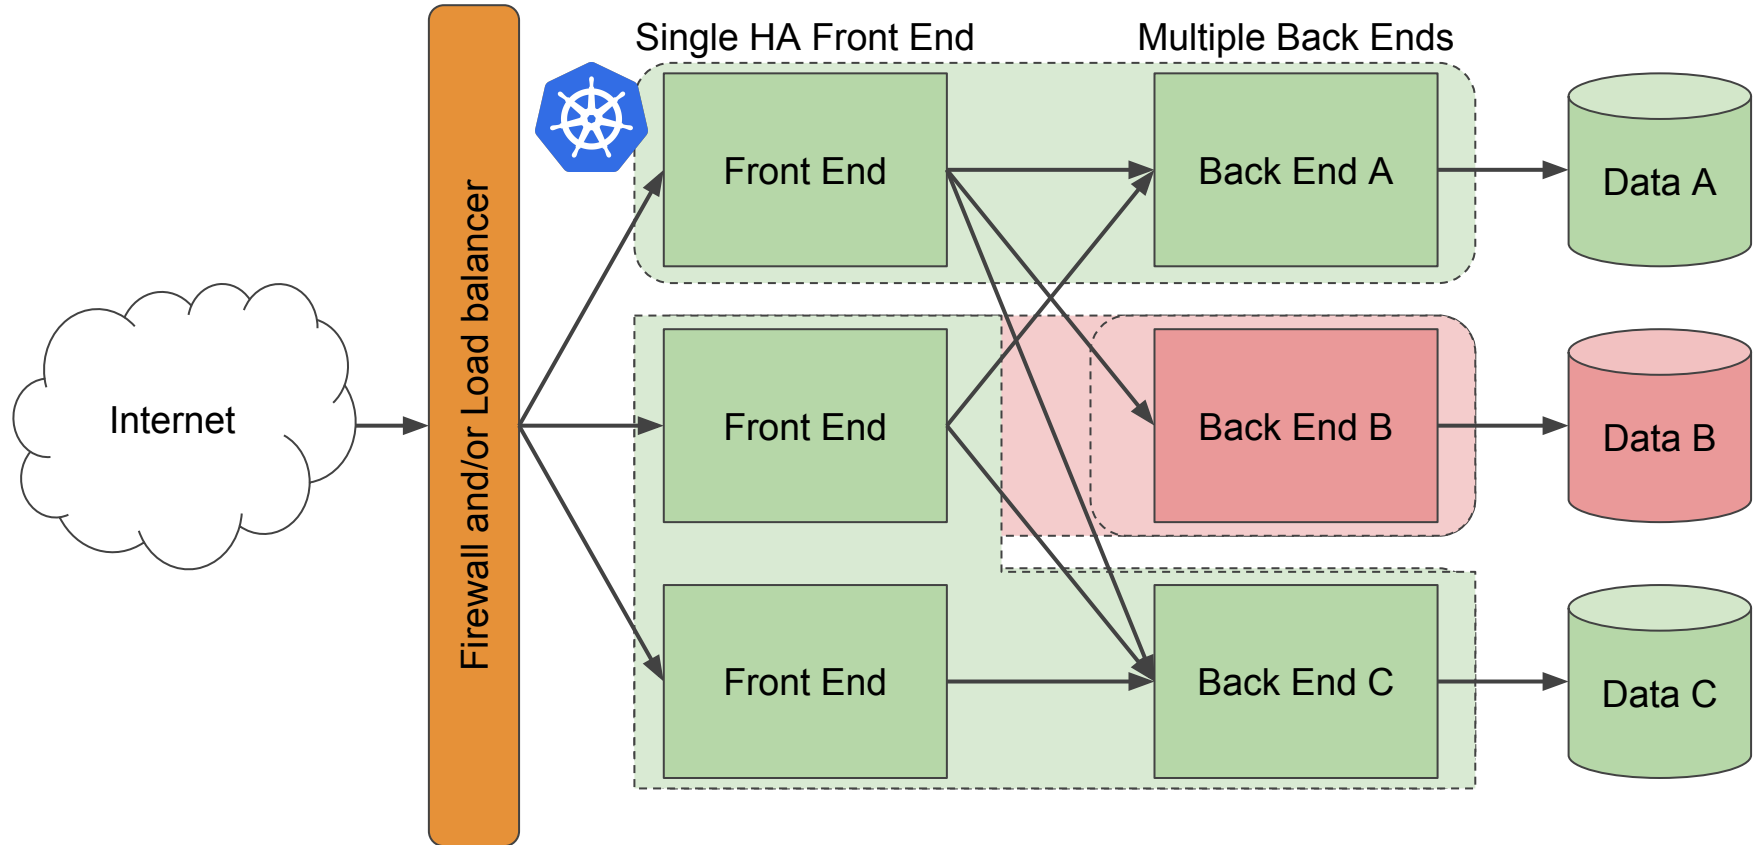 Single HA Front End
Multiple Back Ends
Internet
Firewall and/or Load balancer
Front End
Back End A
Data A
Front End
Back End B
Data B
Front End
Back End C
Data C